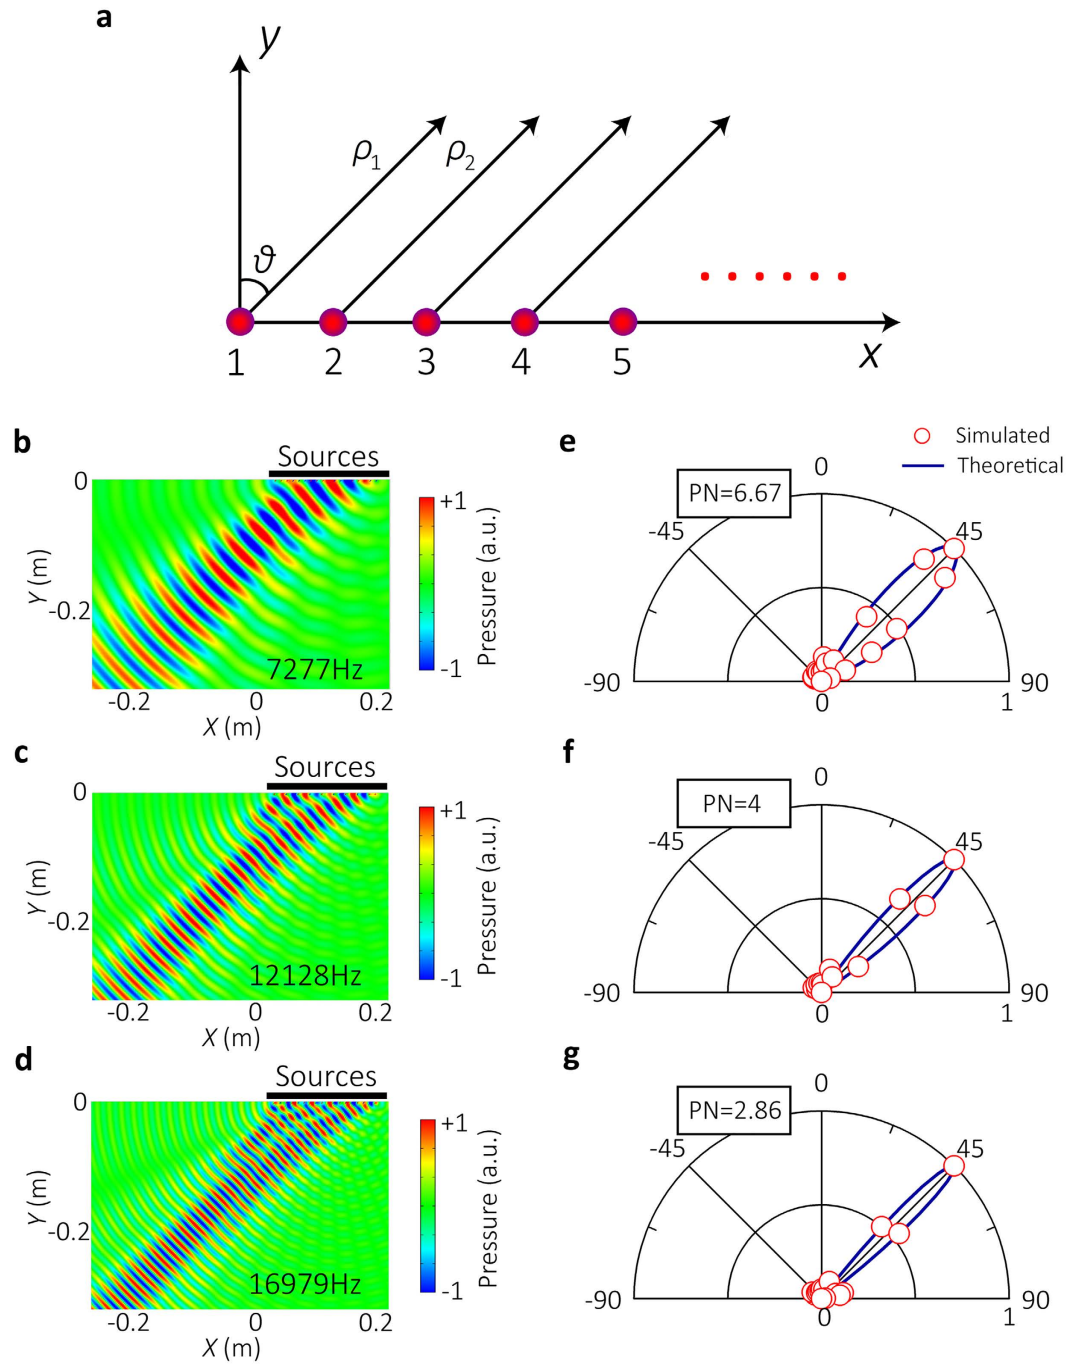 a
y
ρ1
ρ2
ϑ
1
2
3
4
5
x
b
Sources
0
-0.2
Y (m)
7277Hz
-0.2
0
0.2
X (m)
+1
-1
Pressure (a.u.)
e
Simulated
Theoretical
PN=6.67
0
-45
45
-90
90
0
1
c
Sources
0
-0.2
Y (m)
12128Hz
-0.2
0
0.2
X (m)
+1
-1
Pressure (a.u.)
f
PN=4
0
-45
45
-90
90
0
1
d
Sources
0
-0.2
Y (m)
16979Hz
-0.2
0
0.2
X (m)
+1
-1
Pressure (a.u.)
g
PN=2.86
0
-45
45
-90
90
0
1